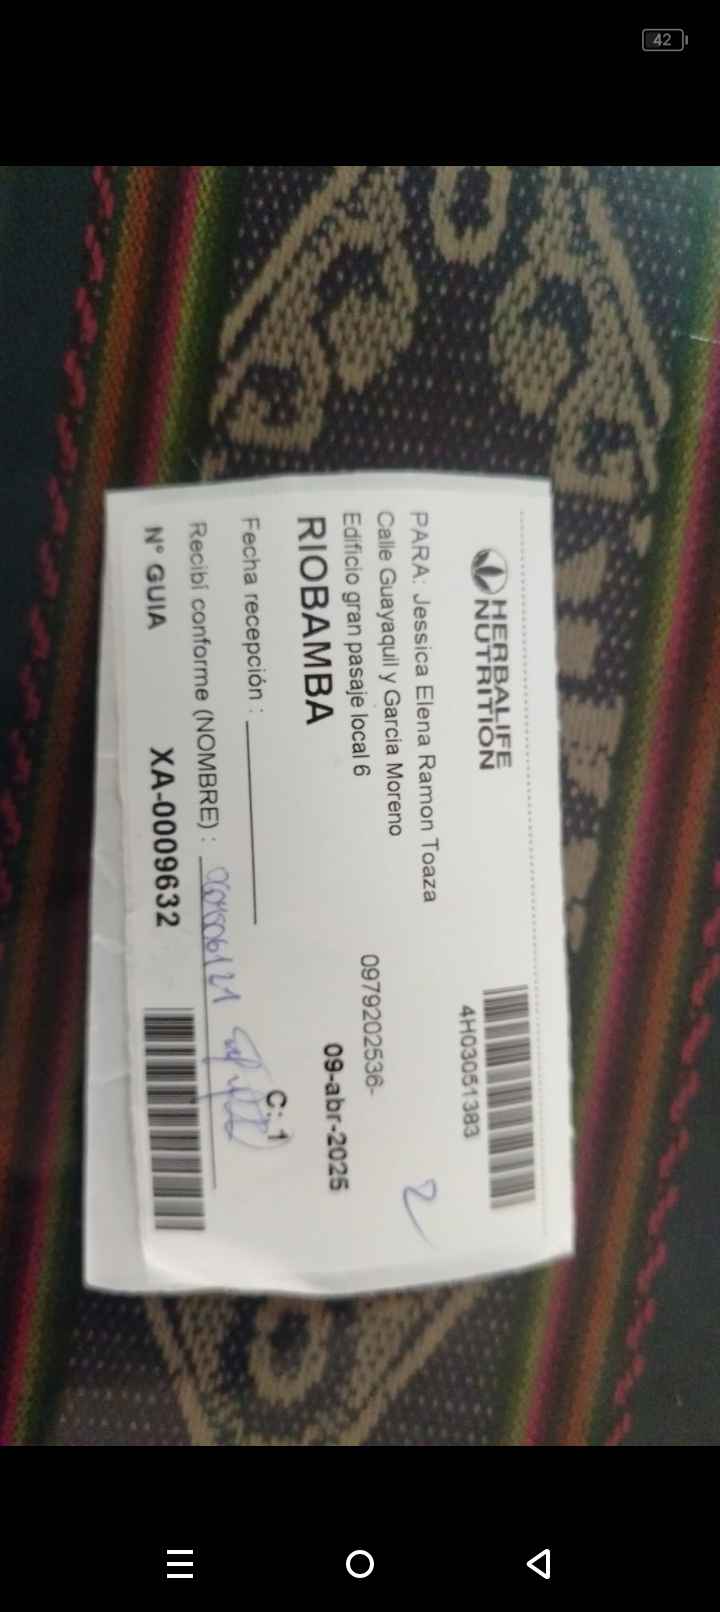 42
HERBALIFE
NUTRITION
4H03051383
PARA: Jessica Elena Ramon Toaza
Calle Guayaquil y Garcia Moreno
0979202536-
Edificio gran pasaje local 6
RIOBAMBA
09-abr-2025
Fecha recepción :
C: 1
Recibí conforme (NOMBRE) :
N° GUIA XA-0009632
2